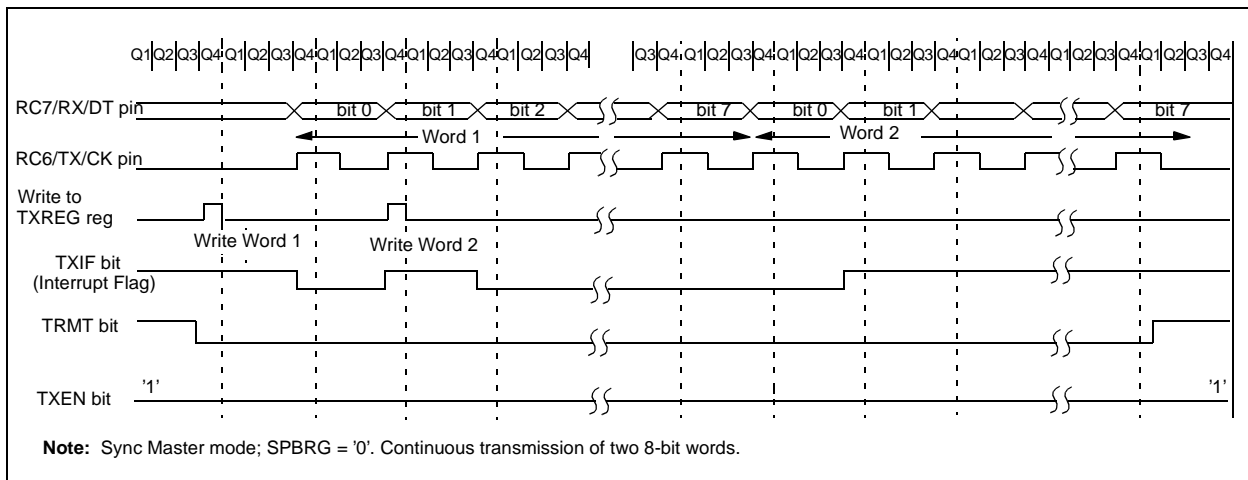 Q1 Q2 Q3 Q4 Q1 Q2 Q3 Q4 Q1 Q2 Q3 Q4 Q1 Q2 Q3 Q4 Q1 Q2 Q3 Q4 Q3 Q4 Q1 Q2 Q3 Q4 Q1 Q2 Q3 Q4 Q1 Q2 Q3 Q4 Q1 Q2 Q3 Q4 Q1 Q2 Q3 Q4 Q1 Q2 Q3 Q4
RC7/RX/DT pin bit 0 bit 1 bit 2 bit 7 bit 0 bit 1 bit 7
Word 1 Word 2
RC6/TX/CK pin
Write to
TXREG reg
Write Word 1 Write Word 2
TXIF bit
(Interrupt Flag)
TRMT bit
'1' '1'
TXEN bit
Note: Sync Master mode; SPBRG = '0'. Continuous transmission of two 8-bit words.